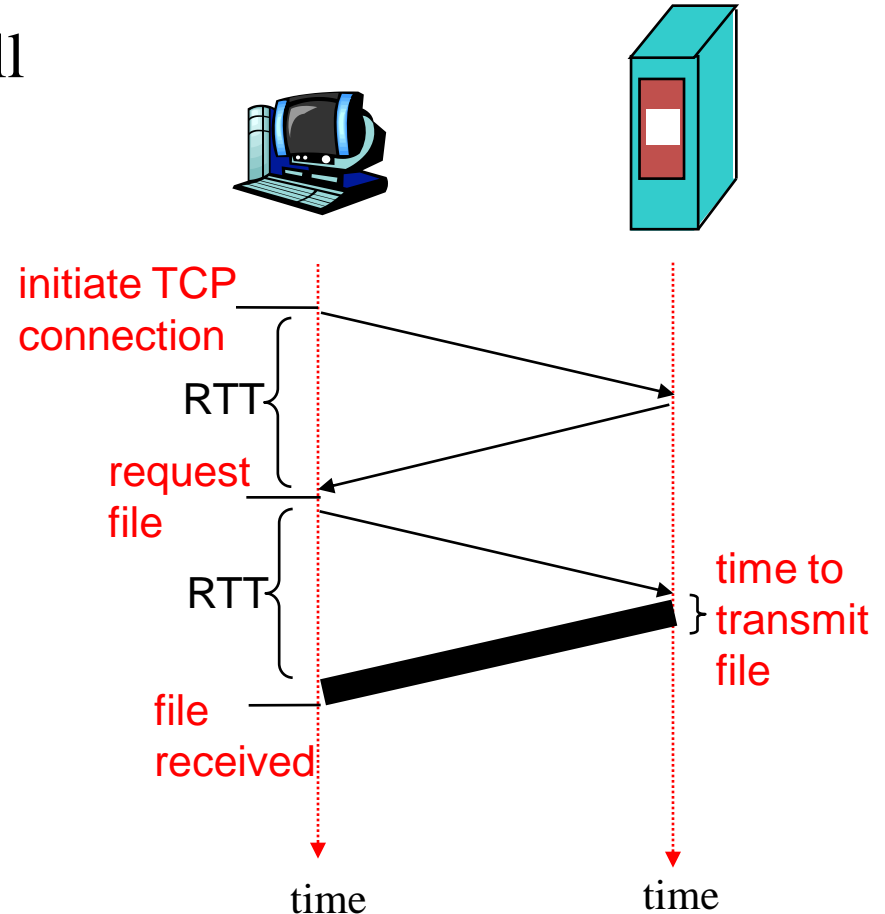 initiate TCP
connection
RTT
request
file
RTT
time to
transmit
file
file
received
time
time